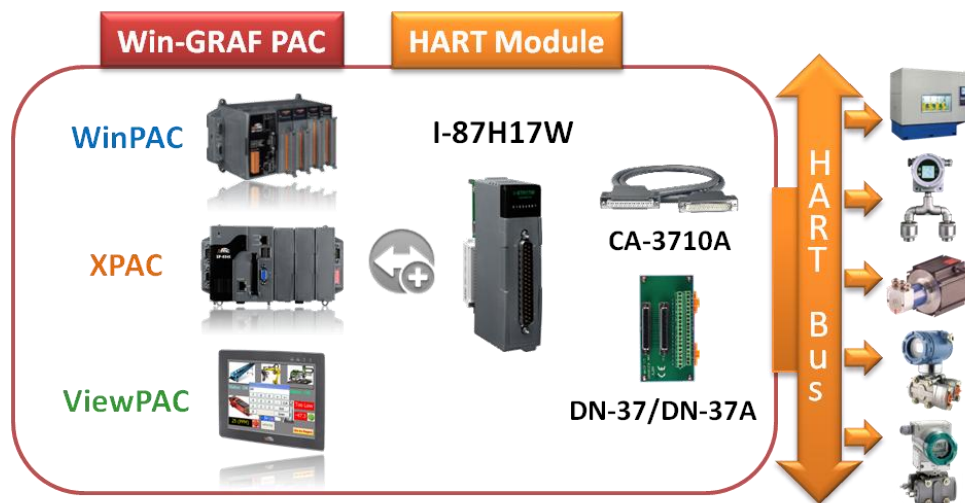 Win-GRAF PAC
HART Module
WinPAC
I-87H17W
CA-3710A
XPAC
DN-37/DN-37A
ViewPAC
HART Bus